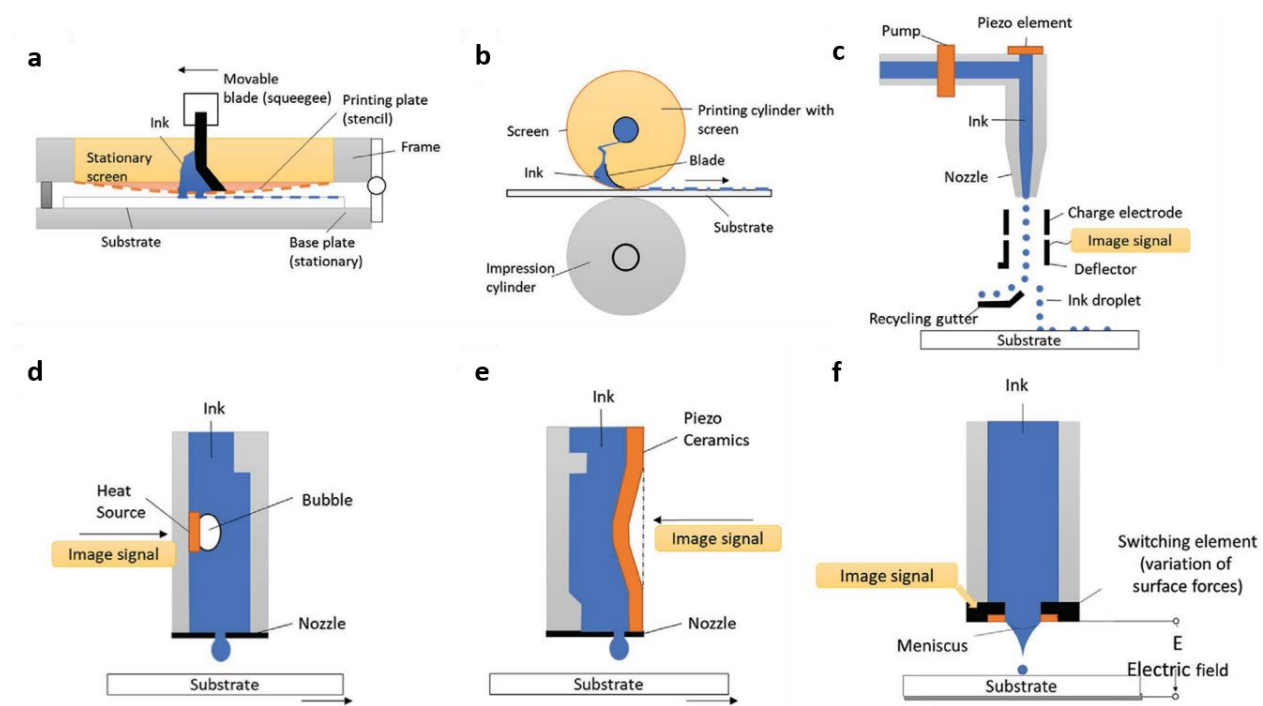 a
Movable
blade (squeegee)
Printing plate
(stencil)
Ink
Frame
Stationary
screen
Substrate
Base plate
(stationary)
b
Screen
Printing cylinder with
screen
Blade
Ink
Substrate
Impression
cylinder
c
Piezo element
Pump
Ink
Nozzle
Charge electrode
Image signal
Deflector
Ink droplet
Recycling gutter
Substrate
d
Ink
Heat
Source
Bubble
Image signal
Nozzle
Substrate
e
Ink
Piezo
Ceramics
Image signal
Nozzle
Substrate
f
Ink
Switching element
(variation of
surface forces)
Image signal
Meniscus
E
Electric field
Substrate